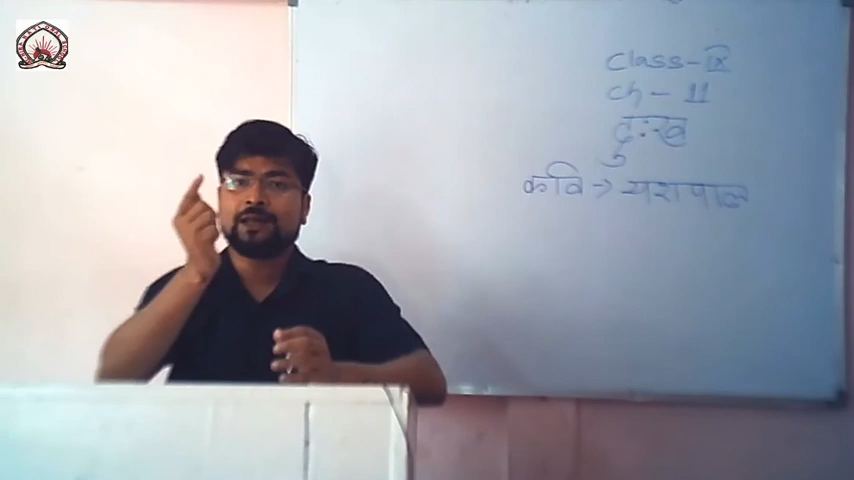 Class-IX
Ch - 11
दुःख
कवि → यशपाल